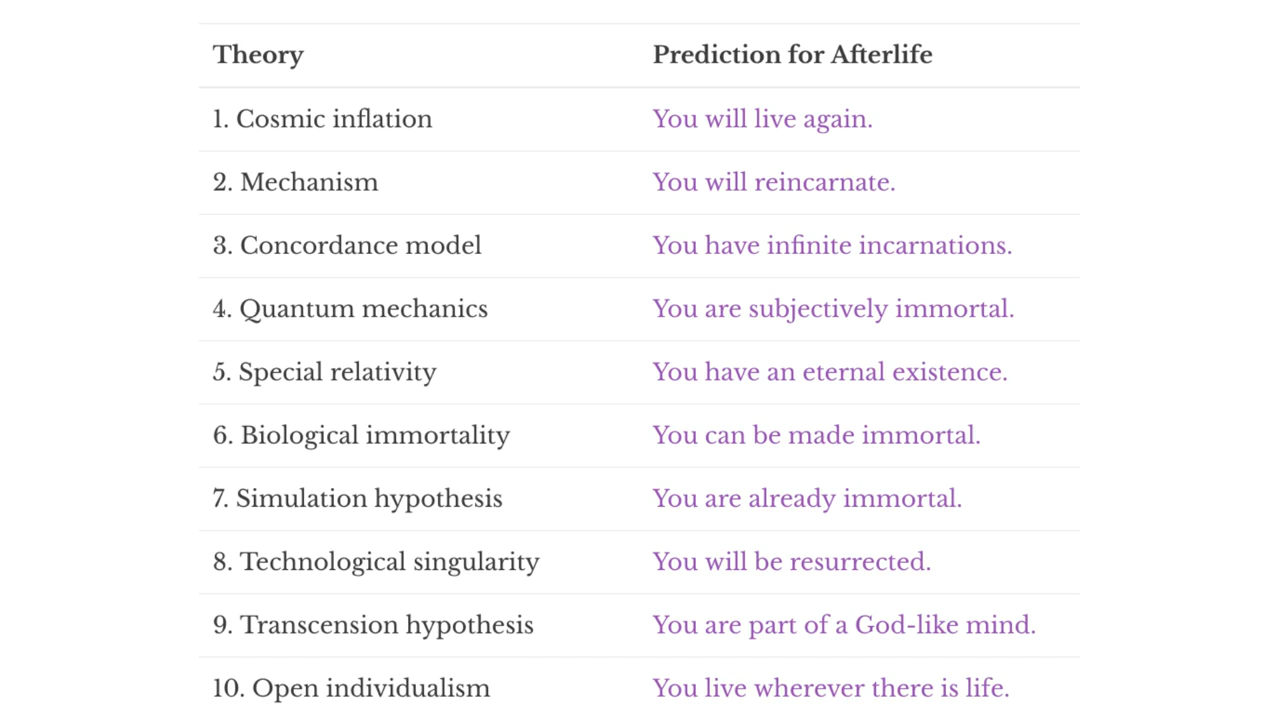 Theory Prediction for Afterlife
1. Cosmic inflation You will live again.
2. Mechanism You will reincarnate.
3. Concordance model You have infinite incarnations.
4. Quantum mechanics You are subjectively immortal.
5. Special relativity You have an eternal existence.
6. Biological immortality You can be made immortal.
7. Simulation hypothesis You are already immortal.
8. Technological singularity You will be resurrected.
9. Transcension hypothesis You are part of a God-like mind.
10. Open individualism You live wherever there is life.